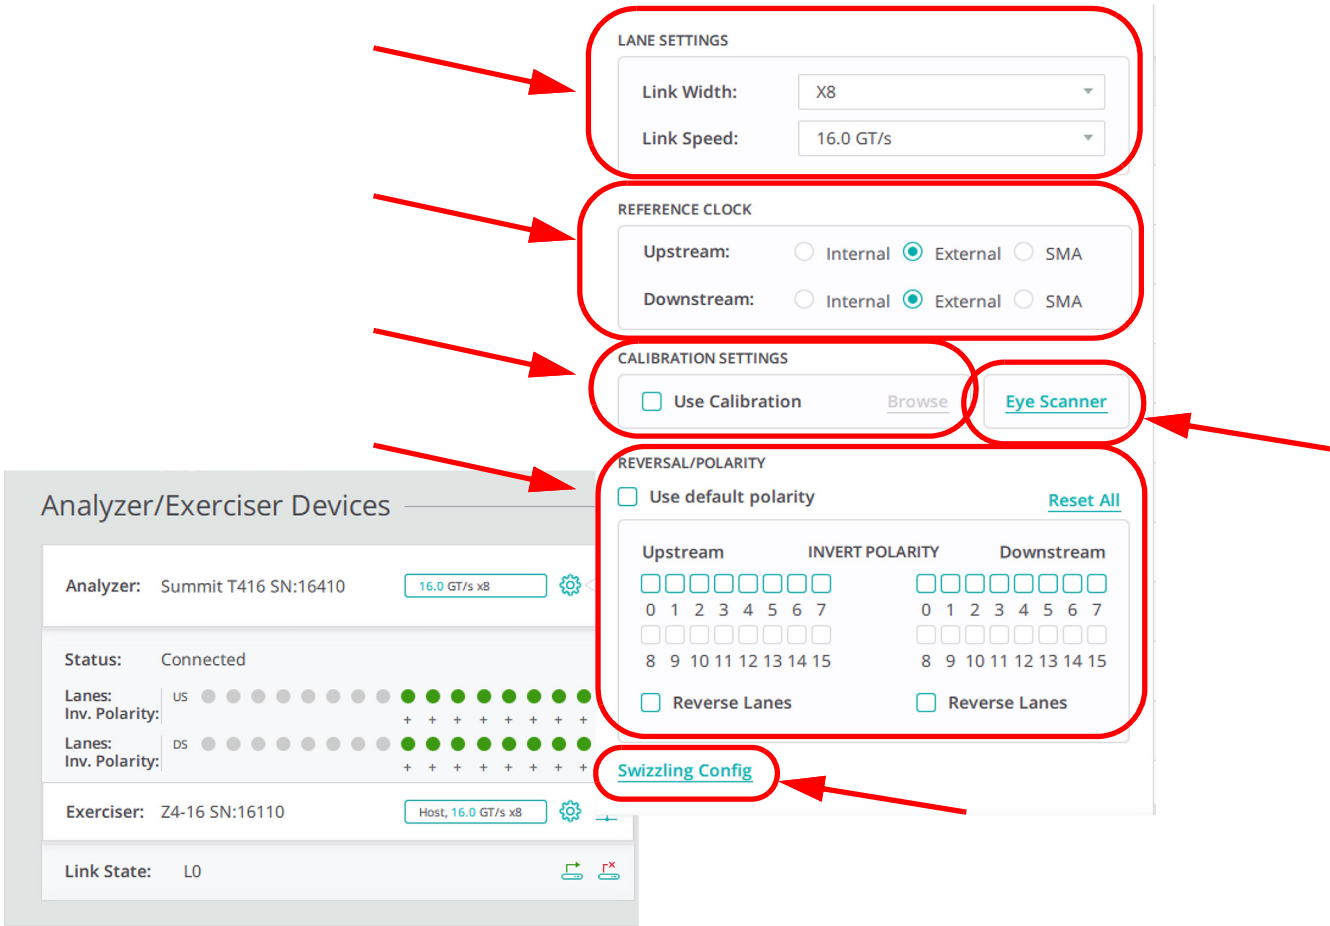 LANE SETTINGS
Link Width: X8
Link Speed: 16.0 GT/s
REFERENCE CLOCK
Upstream: Internal External SMA
Downstream: Internal External SMA
CALIBRATION SETTINGS
Use Calibration Browse Eye Scanner
REVERSAL/POLARITY
Use default polarity Reset All
Upstream INVERT POLARITY Downstream
0 1 2 3 4 5 6 7 0 1 2 3 4 5 6 7
8 9 10 11 12 13 14 15 8 9 10 11 12 13 14 15
Reverse Lanes Reverse Lanes
Swizzling Config
Analyzer/Exerciser Devices
Analyzer: Summit T416 SN:16410 16.0 GT/s x8
Status: Connected
Lanes: US
Inv. Polarity: + + + + + + + +
Lanes: DS
Inv. Polarity: + + + + + + + +
Exerciser: Z4-16 SN:16110 Host, 16.0 GT/s x8
Link State: L0